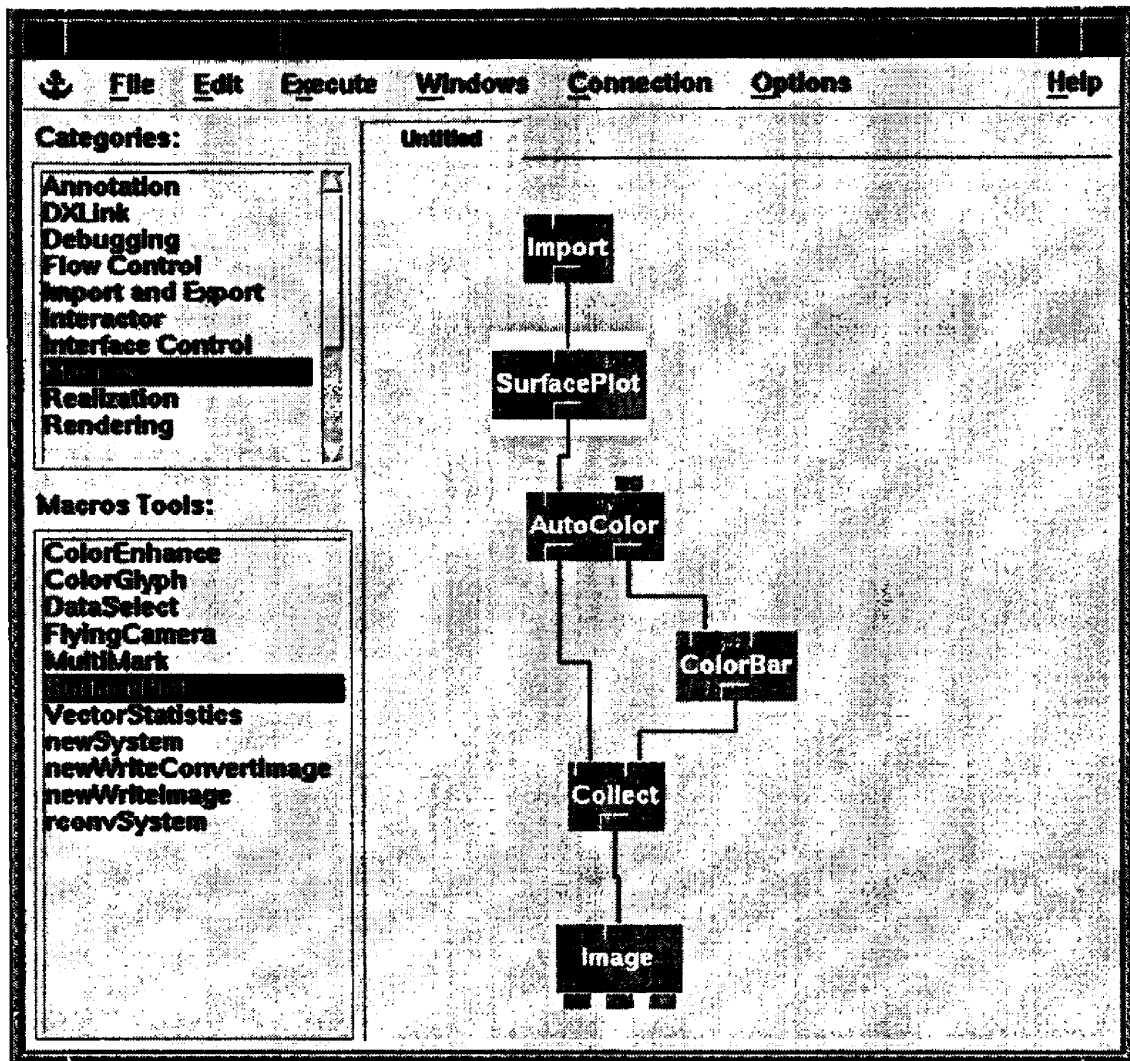 File Edit Execute Windows Connection Options Help
Categories:
Annotation
DXLink
Debugging
Flow Control
Import and Export
Interactor
Interface Control
Realization
Rendering
Macros Tools:
ColorEnhance
ColorGlyph
DataSelect
FlyingCamera
MultiMark
VectorStatistics
newSystem
newWriteConvertImage
newWriteImage
rconvSystem
Untitled
Import
SurfacePlot
AutoColor
ColorBar
Collect
Image